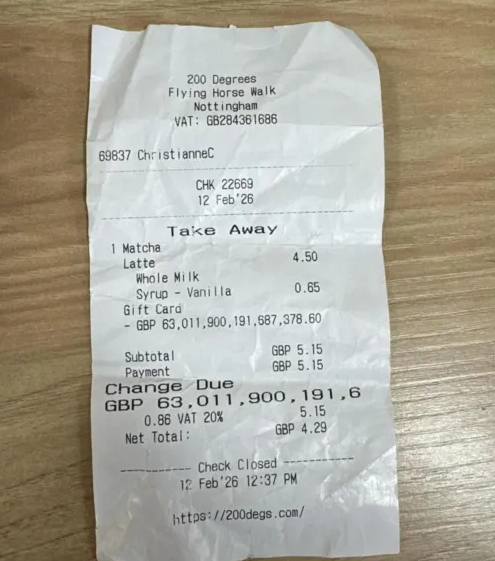 200 Degrees
Flying Horse Walk
Nottingham
VAT: GB284361686
69837 ChristianneC
CHK 22669
12 Feb'26
Take Away
1 Matcha
Latte 4.50
Whole Milk
Syrup - Vanilla 0.65
Gift Card
- GBP 63,011,900,191,687,378.60
Subtotal GBP 5.15
Payment GBP 5.15
Change Due
GBP 63,011,900,191,6
0.86 VAT 20% 5.15
Net Total: GBP 4.29
Check Closed
12 Feb'26 12:37 PM
https://200degs.com/